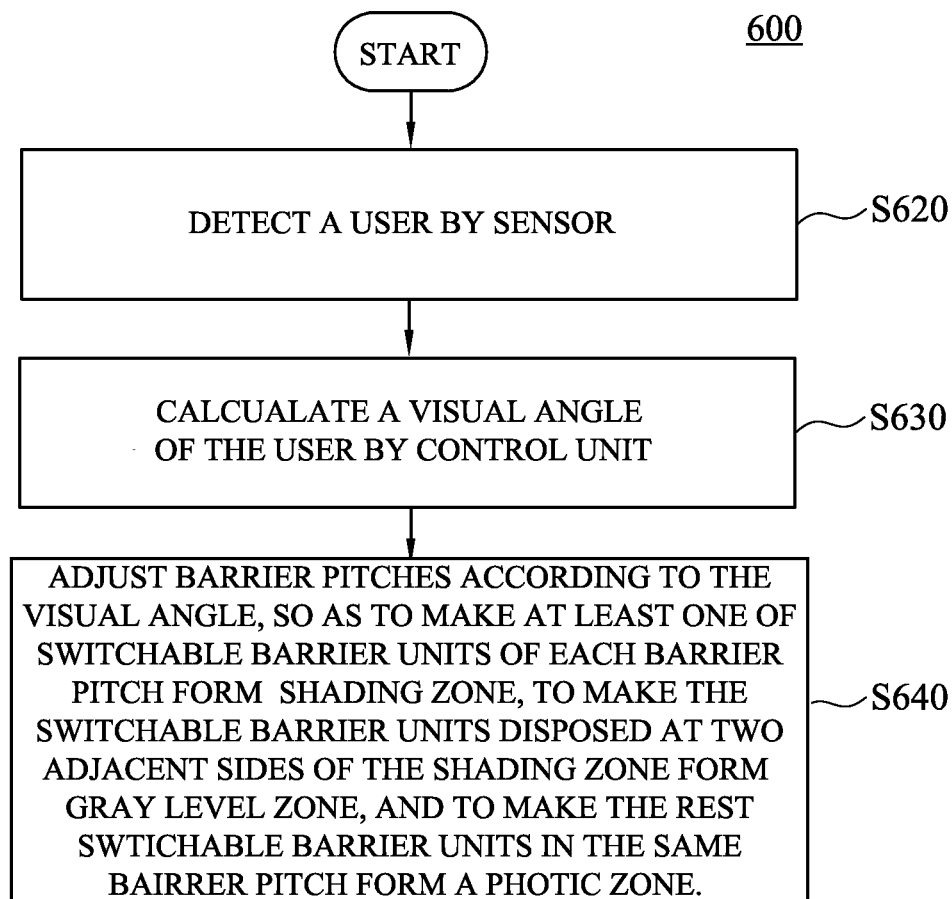 600
START
DETECT A USER BY SENSOR
S620
CALCUALATE A VISUAL ANGLE
OF THE USER BY CONTROL UNIT
S630
ADJUST BARRIER PITCHES ACCORDING TO THE
VISUAL ANGLE, SO AS TO MAKE AT LEAST ONE OF
SWITCHABLE BARRIER UNITS OF EACH BARRIER
PITCH FORM SHADING ZONE, TO MAKE THE
SWITCHABLE BARRIER UNITS DISPOSED AT TWO
ADJACENT SIDES OF THE SHADING ZONE FORM
GRAY LEVEL ZONE, AND TO MAKE THE REST
SWTICHABLE BARRIER UNITS IN THE SAME
BAIRRER PITCH FORM A PHOTIC ZONE.
S640